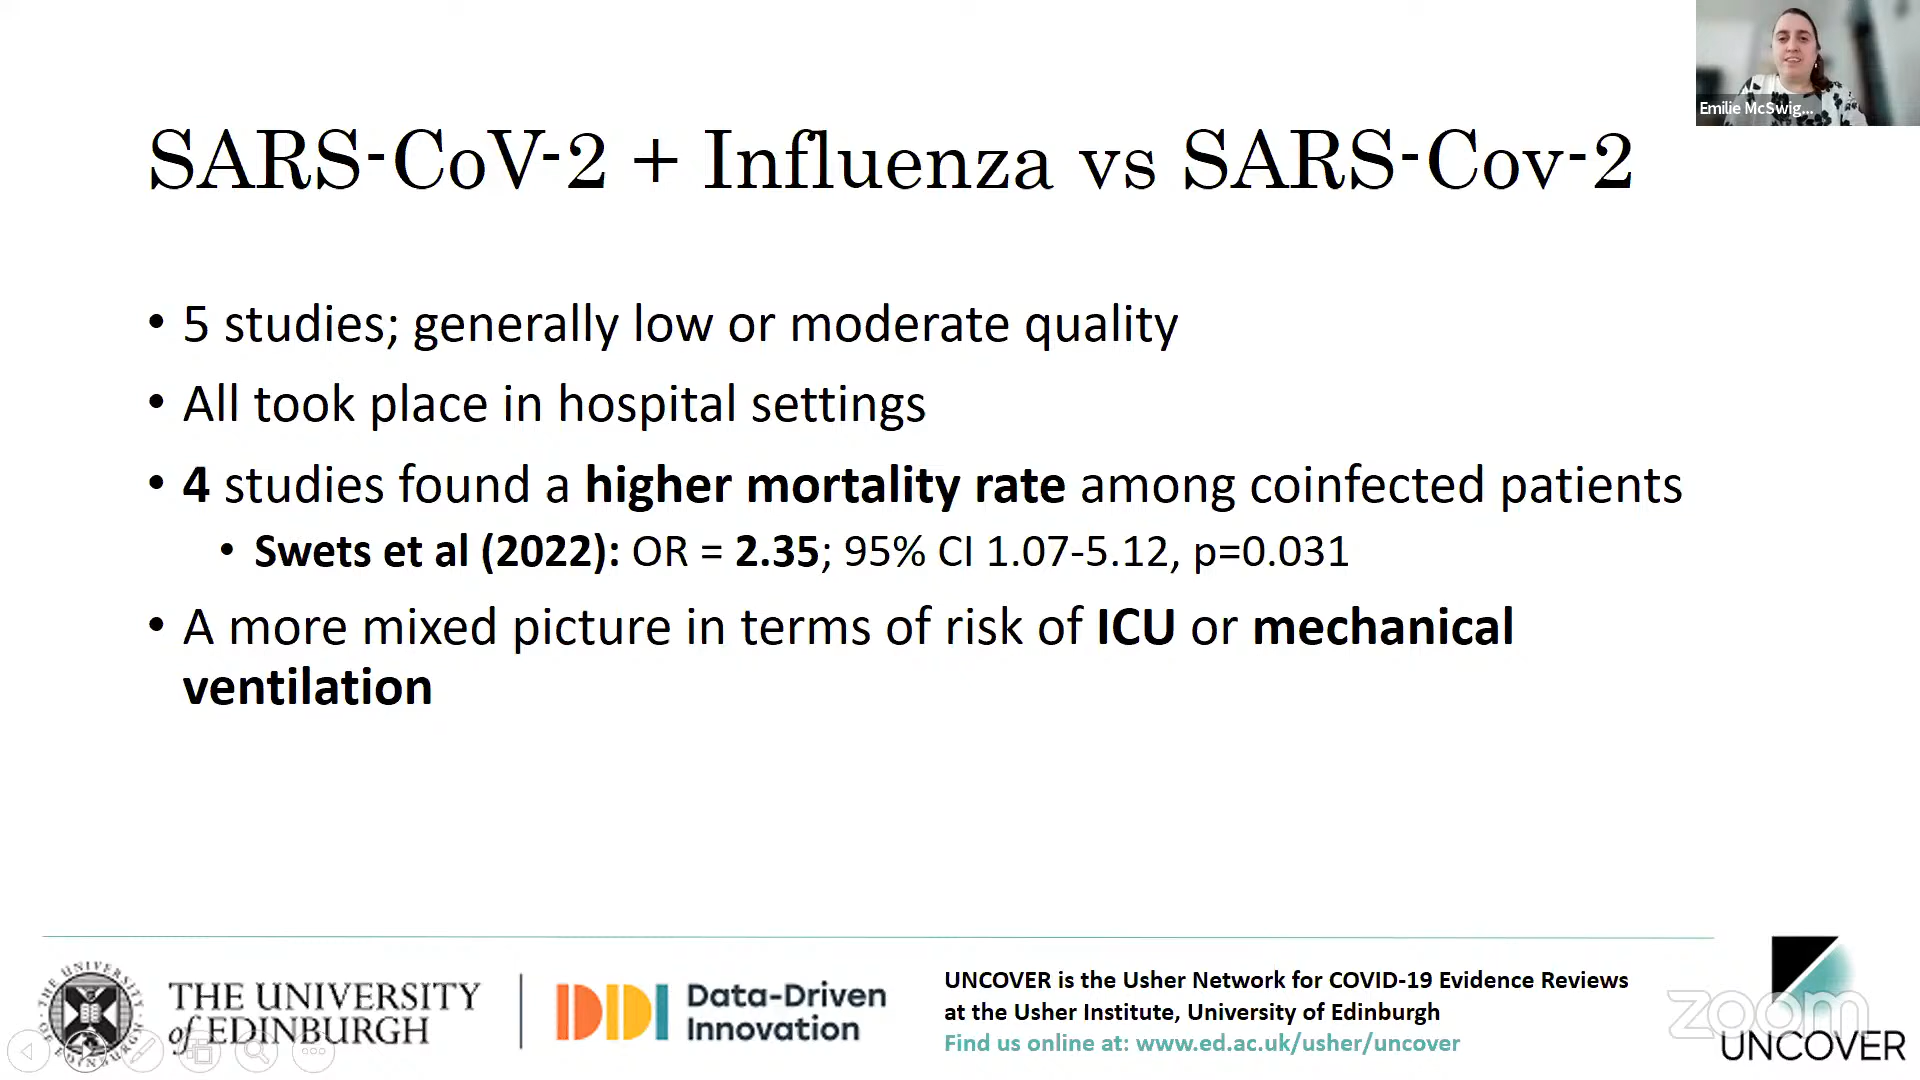 Emilie McSwig...
SARS-CoV-2 + Influenza vs SARS-Cov-2
• 5 studies; generally low or moderate quality
• All took place in hospital settings
• 4 studies found a higher mortality rate among coinfected patients
• Swets et al (2022): OR = 2.35; 95% CI 1.07-5.12, p=0.031
• A more mixed picture in terms of risk of ICU or mechanical
ventilation
THE UNIVERSITY
of EDINBURGH
DDI
Data-Driven
Innovation
UNCOVER is the Usher Network for COVID-19 Evidence Reviews
at the Usher Institute, University of Edinburgh
Find us online at: www.ed.ac.uk/usher/uncover
zoom
UNCOVER